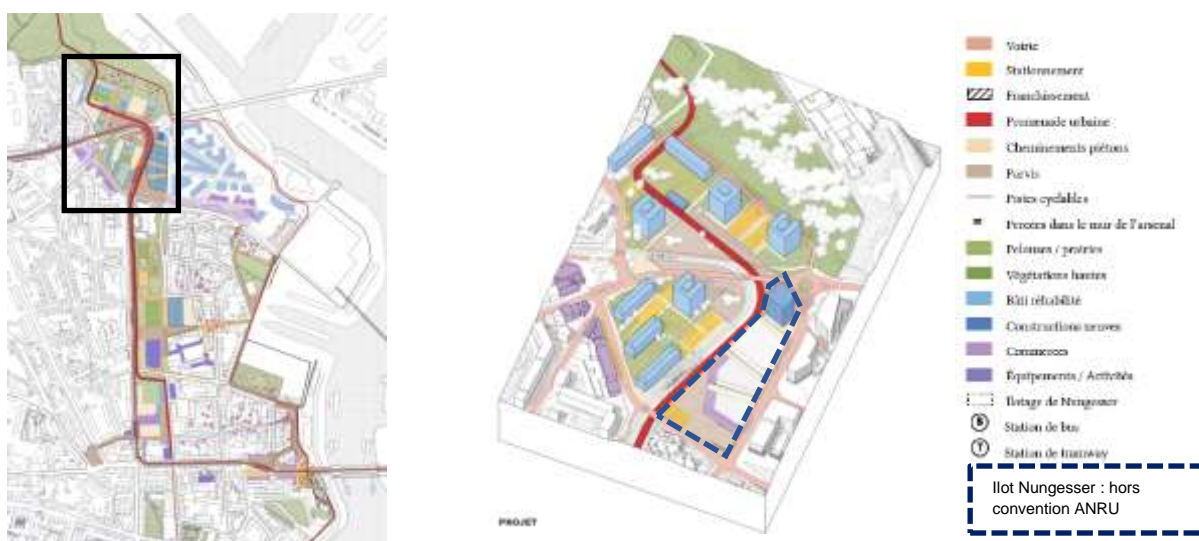 Voirie
Stationnement
Franchissement
Promenade urbaine
Cheminements piétons
Parvis
Pistes cyclables
Percées dans le mur de l'arsenal
Pelouses / prairies
Végétations hautes
Bâti réhabilité
Constructions neuves
Commerces
Équipements / Activités
Ilotage de Nungesser
B Station de bus
T Station de tramway
Ilot Nungesser : hors
convention ANRU
PROJET